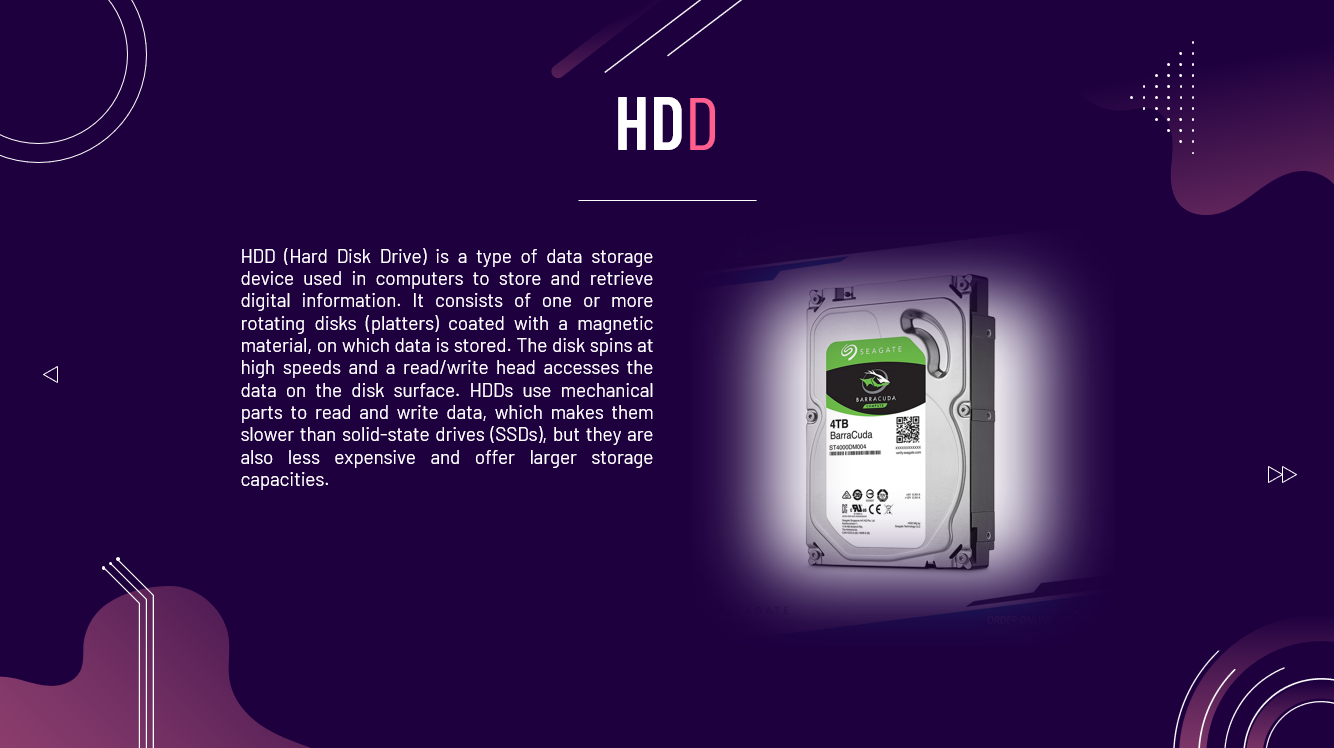 HDD
HDD (Hard Disk Drive) is a type of data storage
device used in computers to store and retrieve
digital information. It consists of one or more
rotating disks (platters) coated with a magnetic
material, on which data is stored. The disk spins at
high speeds and a read/write head accesses the
data on the disk surface. HDDs use mechanical
parts to read and write data, which makes them
slower than solid-state drives (SSDs), but they are
also less expensive and offer larger storage
capacities.
SEAGATE
BARRACUDA
COMPUTE
4TB
BarraCuda
ST4000DM004
verify.seagate.com